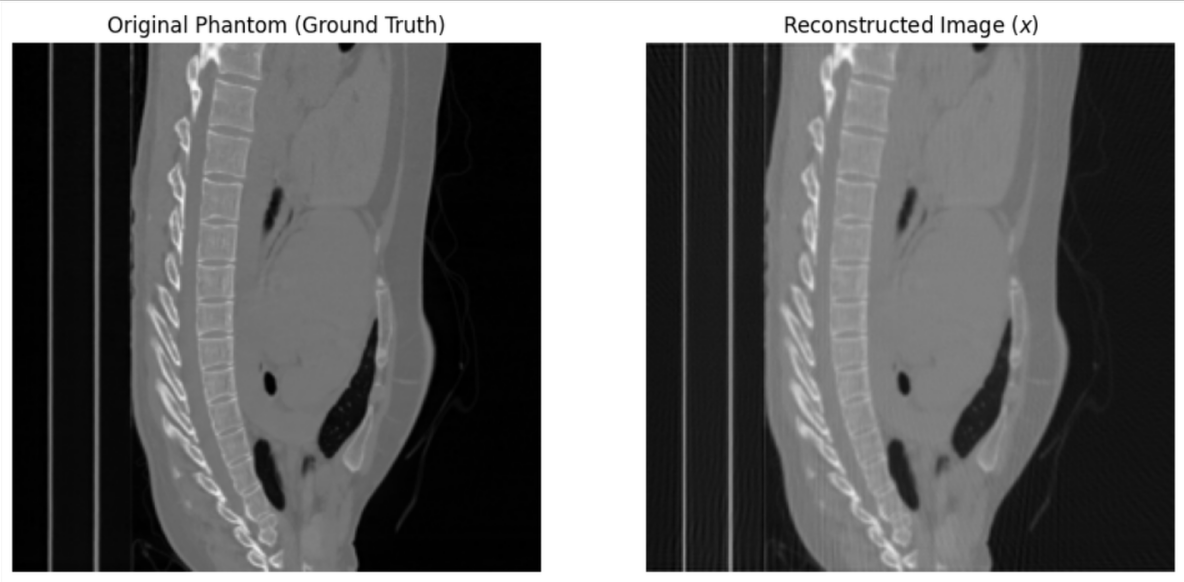 Original Phantom (Ground Truth)
Reconstructed Image (x)